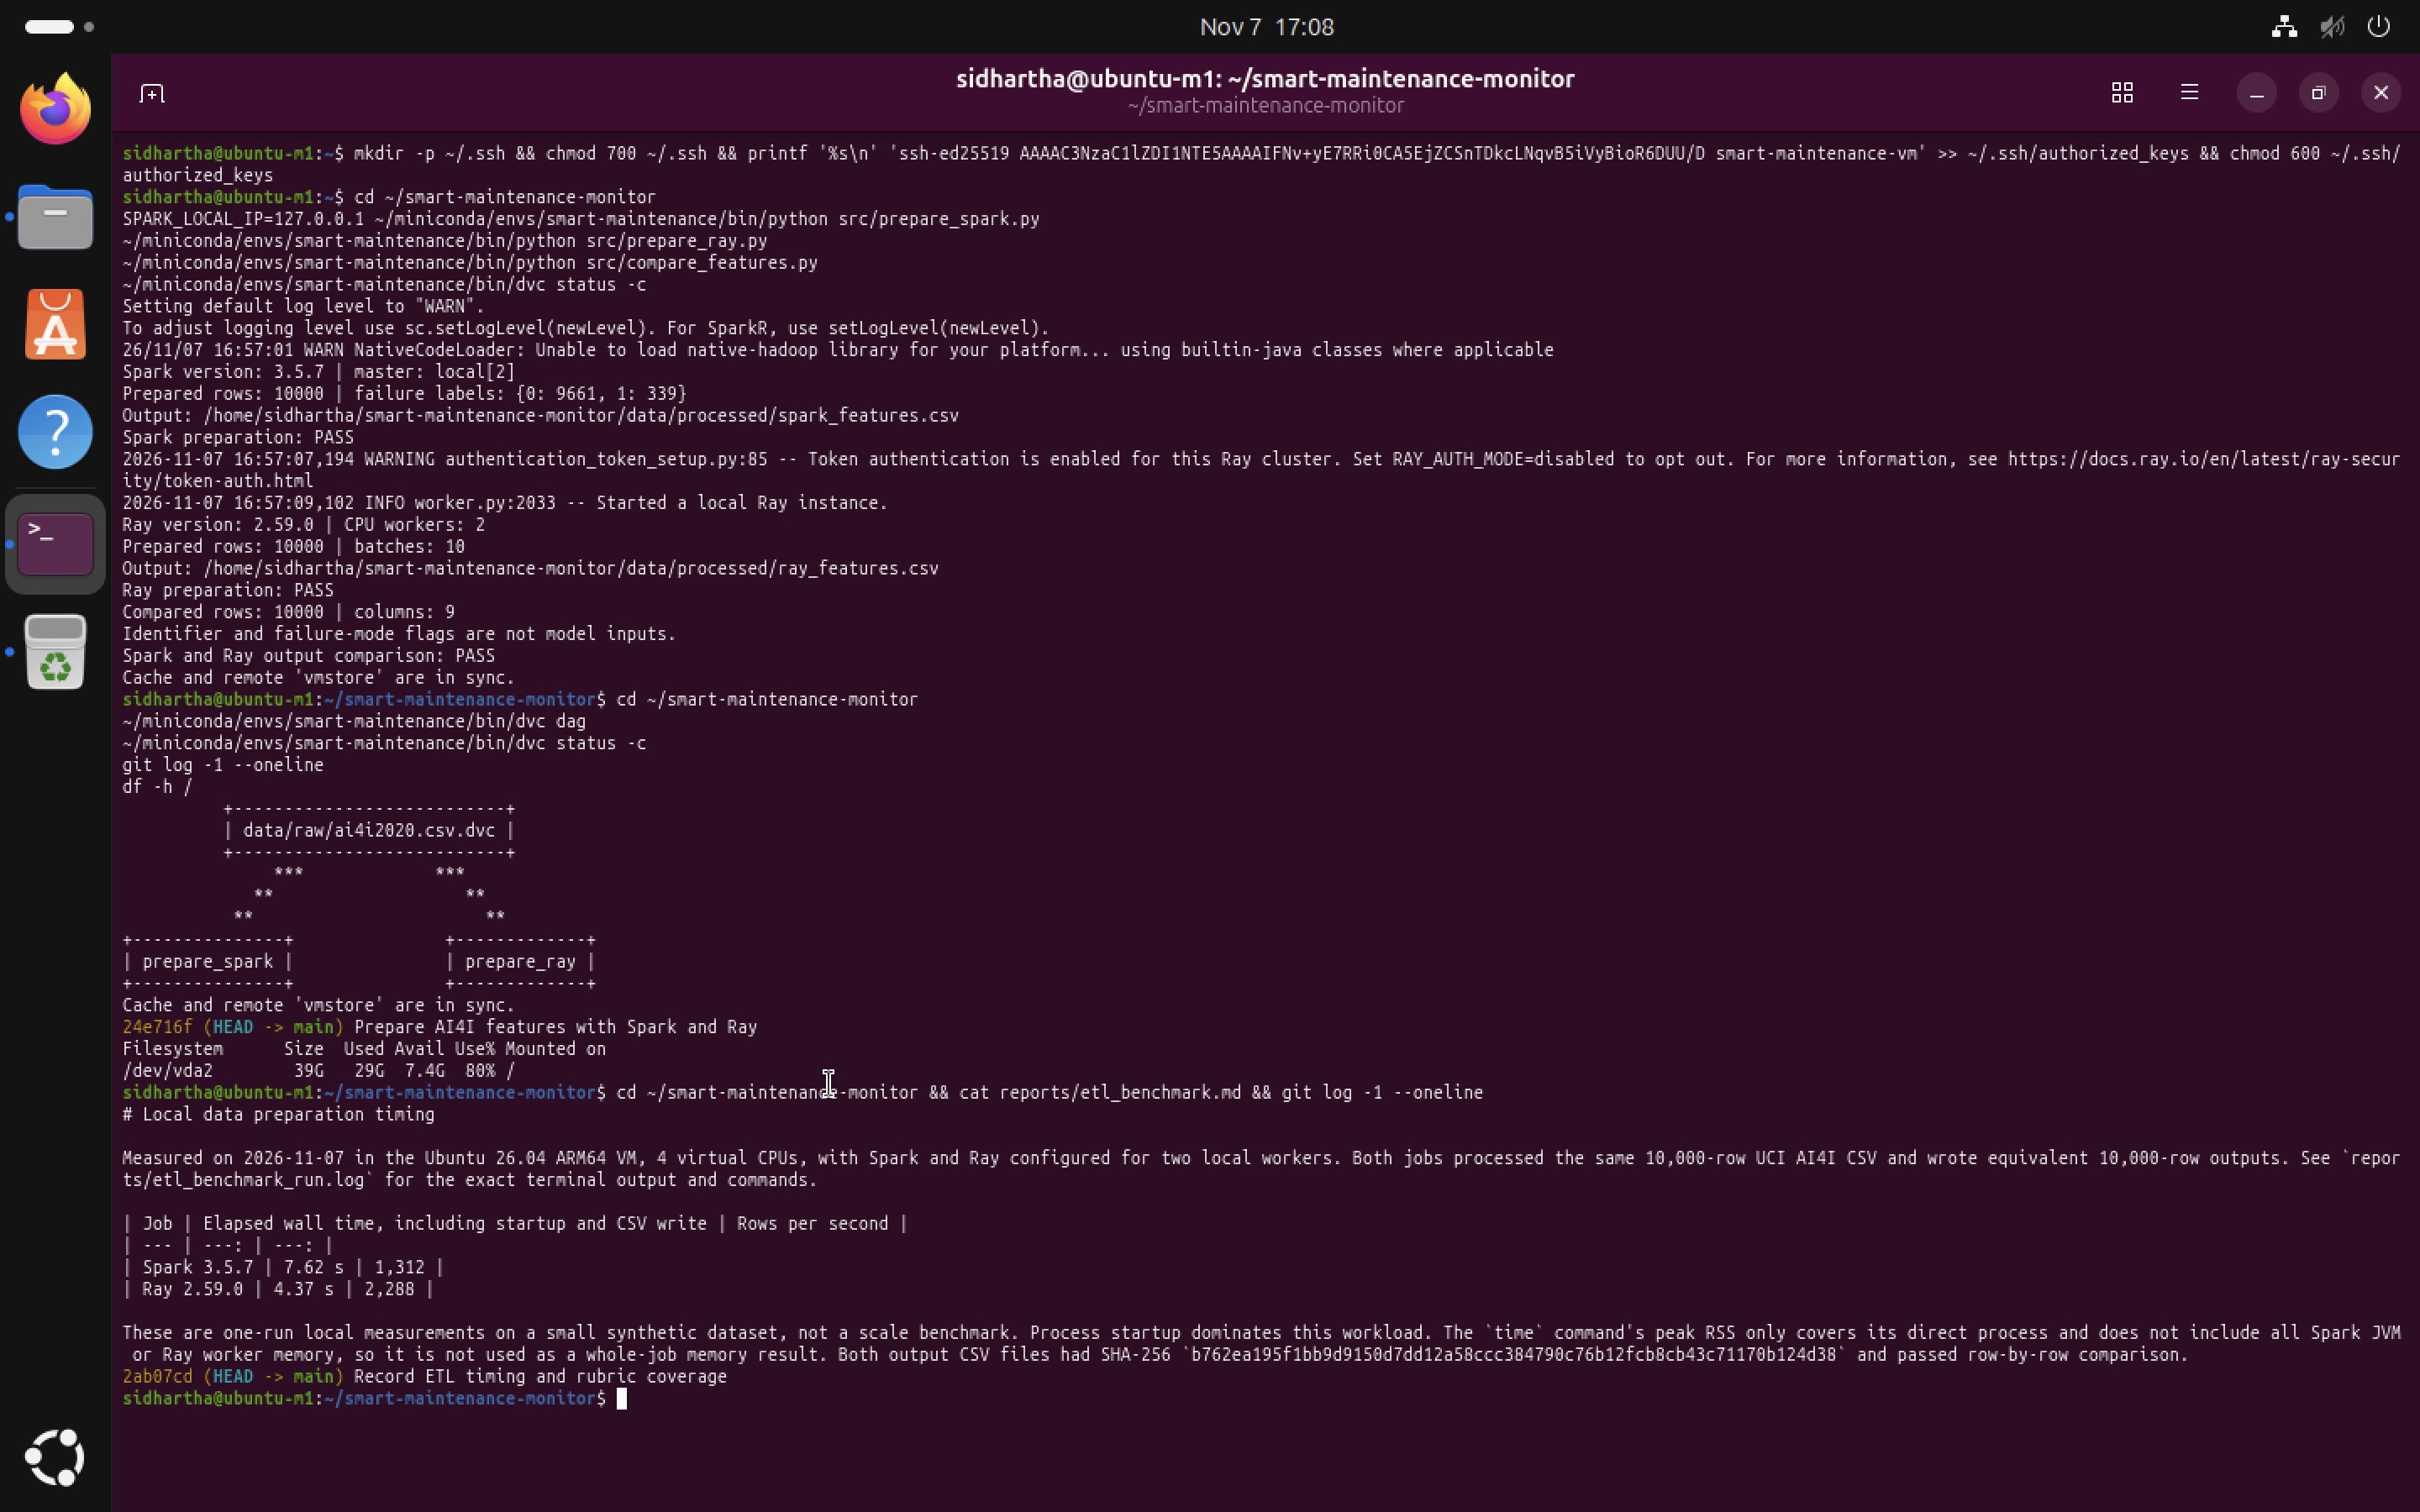 Nov 7 17:08
sidhartha@ubuntu-m1: ~/smart-maintenance-monitor
~/smart-maintenance-monitor
sidhartha@ubuntu-m1:~$ mkdir -p ~/.ssh && chmod 700 ~/.ssh && printf '%s\n' 'ssh-ed25519 AAAAC3NzaC1lZDI1NTE5AAAAIFNv+yE7RRi0CA5EjZCSnTDkcLNqvB5iVyBioR6DUU/D smart-maintenance-vm' >> ~/.ssh/authorized_keys && chmod 600 ~/.ssh/
authorized_keys
sidhartha@ubuntu-m1:~$ cd ~/smart-maintenance-monitor
SPARK_LOCAL_IP=127.0.0.1 ~/miniconda/envs/smart-maintenance/bin/python src/prepare_spark.py
~/miniconda/envs/smart-maintenance/bin/python src/prepare_ray.py
~/miniconda/envs/smart-maintenance/bin/python src/compare_features.py
~/miniconda/envs/smart-maintenance/bin/dvc status -c
Setting default log level to "WARN".
To adjust logging level use sc.setLogLevel(newLevel). For SparkR, use setLogLevel(newLevel).
26/11/07 16:57:01 WARN NativeCodeLoader: Unable to load native-hadoop library for your platform... using builtin-java classes where applicable
Spark version: 3.5.7 | master: local[2]
Prepared rows: 10000 | failure labels: {0: 9661, 1: 339}
Output: /home/sidhartha/smart-maintenance-monitor/data/processed/spark_features.csv
Spark preparation: PASS
2026-11-07 16:57:07,194 WARNING authentication_token_setup.py:85 -- Token authentication is enabled for this Ray cluster. Set RAY_AUTH_MODE=disabled to opt out. For more information, see https://docs.ray.io/en/latest/ray-secur
ity/token-auth.html
2026-11-07 16:57:09,102 INFO worker.py:2033 -- Started a local Ray instance.
Ray version: 2.59.0 | CPU workers: 2
Prepared rows: 10000 | batches: 10
Output: /home/sidhartha/smart-maintenance-monitor/data/processed/ray_features.csv
Ray preparation: PASS
Compared rows: 10000 | columns: 9
Identifier and failure-mode flags are not model inputs.
Spark and Ray output comparison: PASS
Cache and remote 'vmstore' are in sync.
sidhartha@ubuntu-m1:~/smart-maintenance-monitor$ cd ~/smart-maintenance-monitor
~/miniconda/envs/smart-maintenance/bin/dvc dag
~/miniconda/envs/smart-maintenance/bin/dvc status -c
git log -1 --oneline
df -h /
+---------------------------+
| data/raw/ai4i2020.csv.dvc |
+---------------------------+
*** ***
** **
** **
+---------------+ +-------------+
| prepare_spark | | prepare_ray |
+---------------+ +-------------+
Cache and remote 'vmstore' are in sync.
24e716f (HEAD -> main) Prepare AI4I features with Spark and Ray
Filesystem Size Used Avail Use% Mounted on
/dev/vda2 39G 29G 7.4G 80% /
sidhartha@ubuntu-m1:~/smart-maintenance-monitor$ cd ~/smart-maintenance-monitor && cat reports/etl_benchmark.md && git log -1 --oneline
# Local data preparation timing
Measured on 2026-11-07 in the Ubuntu 26.04 ARM64 VM, 4 virtual CPUs, with Spark and Ray configured for two local workers. Both jobs processed the same 10,000-row UCI AI4I CSV and wrote equivalent 10,000-row outputs. See `repor
ts/etl_benchmark_run.log` for the exact terminal output and commands.
| Job | Elapsed wall time, including startup and CSV write | Rows per second |
| --- | ---: | ---: |
| Spark 3.5.7 | 7.62 s | 1,312 |
| Ray 2.59.0 | 4.37 s | 2,288 |
These are one-run local measurements on a small synthetic dataset, not a scale benchmark. Process startup dominates this workload. The `time` command's peak RSS only covers its direct process and does not include all Spark JVM
or Ray worker memory, so it is not used as a whole-job memory result. Both output CSV files had SHA-256 `b762ea195f1bb9d9150d7dd12a58ccc384790c76b12fcb8cb43c71170b124d38` and passed row-by-row comparison.
2ab07cd (HEAD -> main) Record ETL timing and rubric coverage
sidhartha@ubuntu-m1:~/smart-maintenance-monitor$